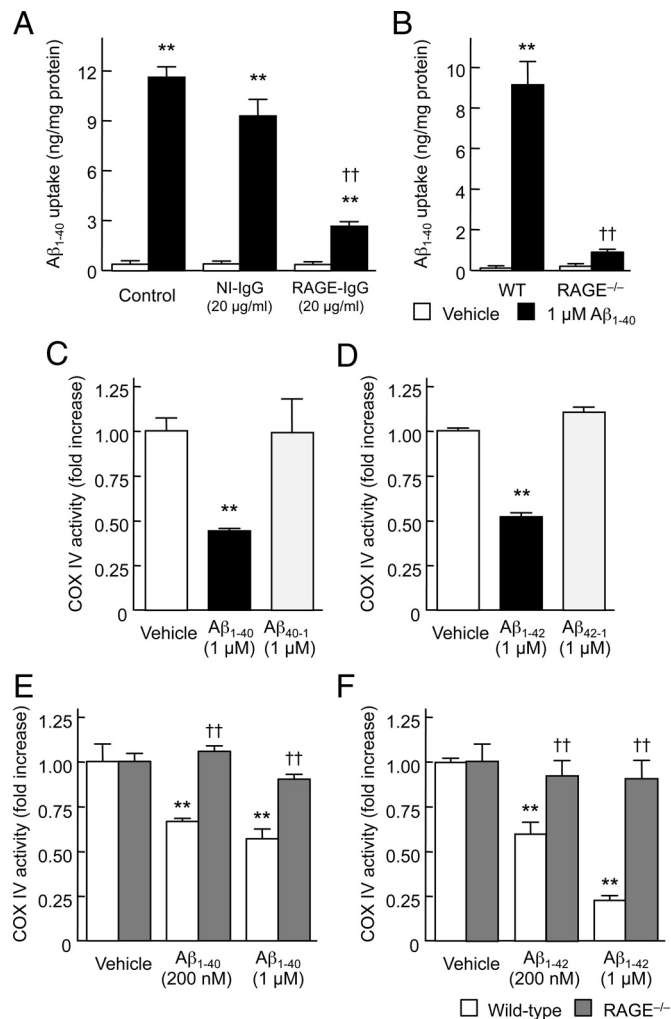 A
Aβ1-40 uptake (ng/mg protein)
12
9
6
3
0
**
**
††
**
Control
NI-IgG
(20 µg/ml)
RAGE-IgG
(20 µg/ml)
B
Aβ1-40 uptake (ng/mg protein)
10
8
6
4
2
0
**
††
WT
RAGE–/–
Vehicle
1 µM Aβ1-40
C
COX IV activity (fold increase)
1.25
1.00
0.75
0.50
0.25
0
**
Vehicle
Aβ1-40
(1 µM)
Aβ40-1
(1 µM)
D
COX IV activity (fold increase)
1.25
1.00
0.75
0.50
0.25
0
**
Vehicle
Aβ1-42
(1 µM)
Aβ42-1
(1 µM)
E
COX IV activity (fold increase)
1.25
1.00
0.75
0.50
0.25
0
**
††
**
††
Vehicle
Aβ1-40
(200 nM)
Aβ1-40
(1 µM)
F
COX IV activity (fold increase)
1.25
1.00
0.75
0.50
0.25
0
**
††
**
††
Vehicle
Aβ1-42
(200 nM)
Aβ1-42
(1 µM)
Wild-type
RAGE–/–